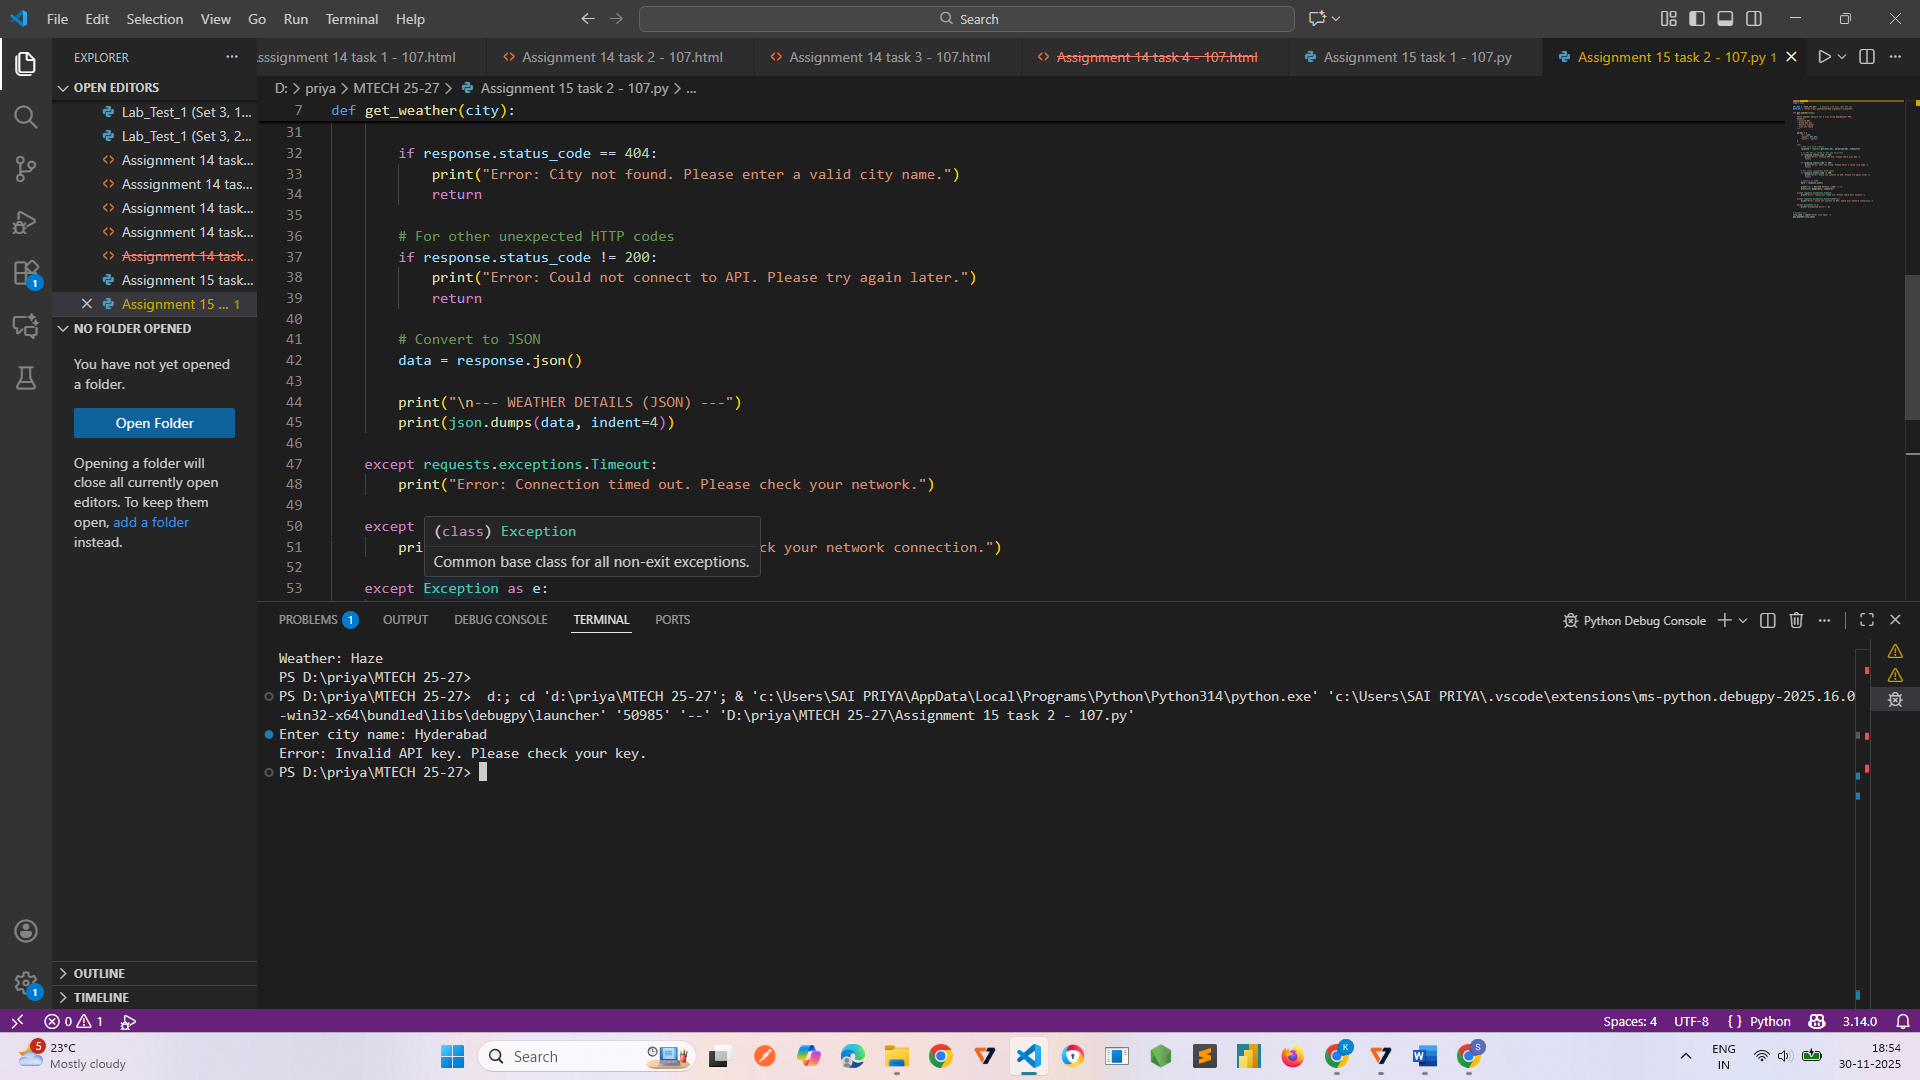 File Edit Selection View Go Run Terminal Help
Search
EXPLORER
Asssignment 14 task 1 - 107.html
Assignment 14 task 2 - 107.html
Assignment 14 task 3 - 107.html
Assignment 14 task 4 - 107.html
Assignment 15 task 1 - 107.py
Assignment 15 task 2 - 107.py 1
OPEN EDITORS
Lab_Test_1 (Set 3, 1...
Lab_Test_1 (Set 3, 2...
Assignment 14 task...
Asssignment 14 tas...
Assignment 14 task...
Assignment 14 task...
Assignment 14 task...
Assignment 15 task...
Assignment 15 ... 1
NO FOLDER OPENED
You have not yet opened
a folder.
Open Folder
Opening a folder will
close all currently open
editors. To keep them
open, add a folder
instead.
OUTLINE
TIMELINE
D: > priya > MTECH 25-27 > Assignment 15 task 2 - 107.py > ...
7 def get_weather(city):
31
32 if response.status_code == 404:
33 print("Error: City not found. Please enter a valid city name.")
34 return
35
36 # For other unexpected HTTP codes
37 if response.status_code != 200:
38 print("Error: Could not connect to API. Please try again later.")
39 return
40
41 # Convert to JSON
42 data = response.json()
43
44 print("\n--- WEATHER DETAILS (JSON) ---")
45 print(json.dumps(data, indent=4))
46
47 except requests.exceptions.Timeout:
48 print("Error: Connection timed out. Please check your network.")
49
50 except
(class) Exception
51 pri ck your network connection.")
Common base class for all non-exit exceptions.
52
53 except Exception as e:
PROBLEMS 1 OUTPUT DEBUG CONSOLE TERMINAL PORTS
Python Debug Console
Weather: Haze
PS D:\priya\MTECH 25-27>
PS D:\priya\MTECH 25-27> d:; cd 'd:\priya\MTECH 25-27'; & 'c:\Users\SAI PRIYA\AppData\Local\Programs\Python\Python314\python.exe' 'c:\Users\SAI PRIYA\.vscode\extensions\ms-python.debugpy-2025.16.0
-win32-x64\bundled\libs\debugpy\launcher' '50985' '--' 'D:\priya\MTECH 25-27\Assignment 15 task 2 - 107.py'
Enter city name: Hyderabad
Error: Invalid API key. Please check your key.
PS D:\priya\MTECH 25-27>
0 1
Spaces: 4 UTF-8 { } Python 3.14.0
5
23°C
Mostly cloudy
Search
ENG
IN
18:54
30-11-2025